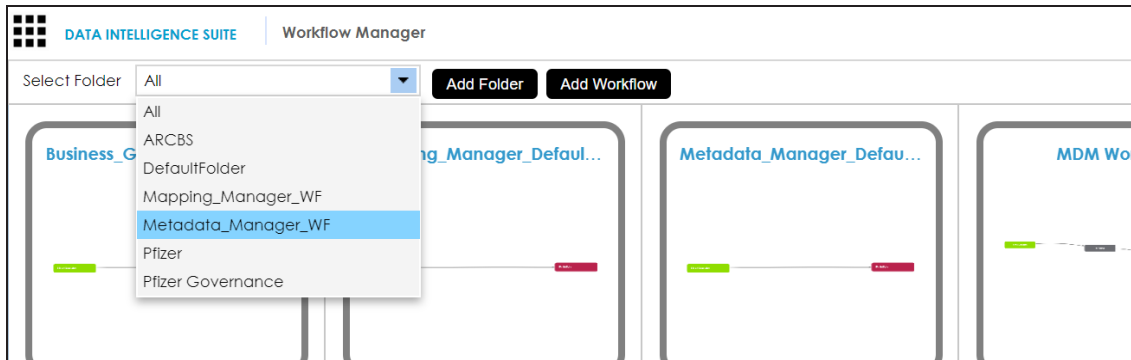 DATA INTELLIGENCE SUITE
Workflow Manager
Select Folder
All
Add Folder
Add Workflow
All
ARCBS
DefaultFolder
Mapping_Manager_WF
Metadata_Manager_WF
Pfizer
Pfizer Governance
Business_G
ng_Manager_Defaul...
Metadata_Manager_Defau...
MDM Wo